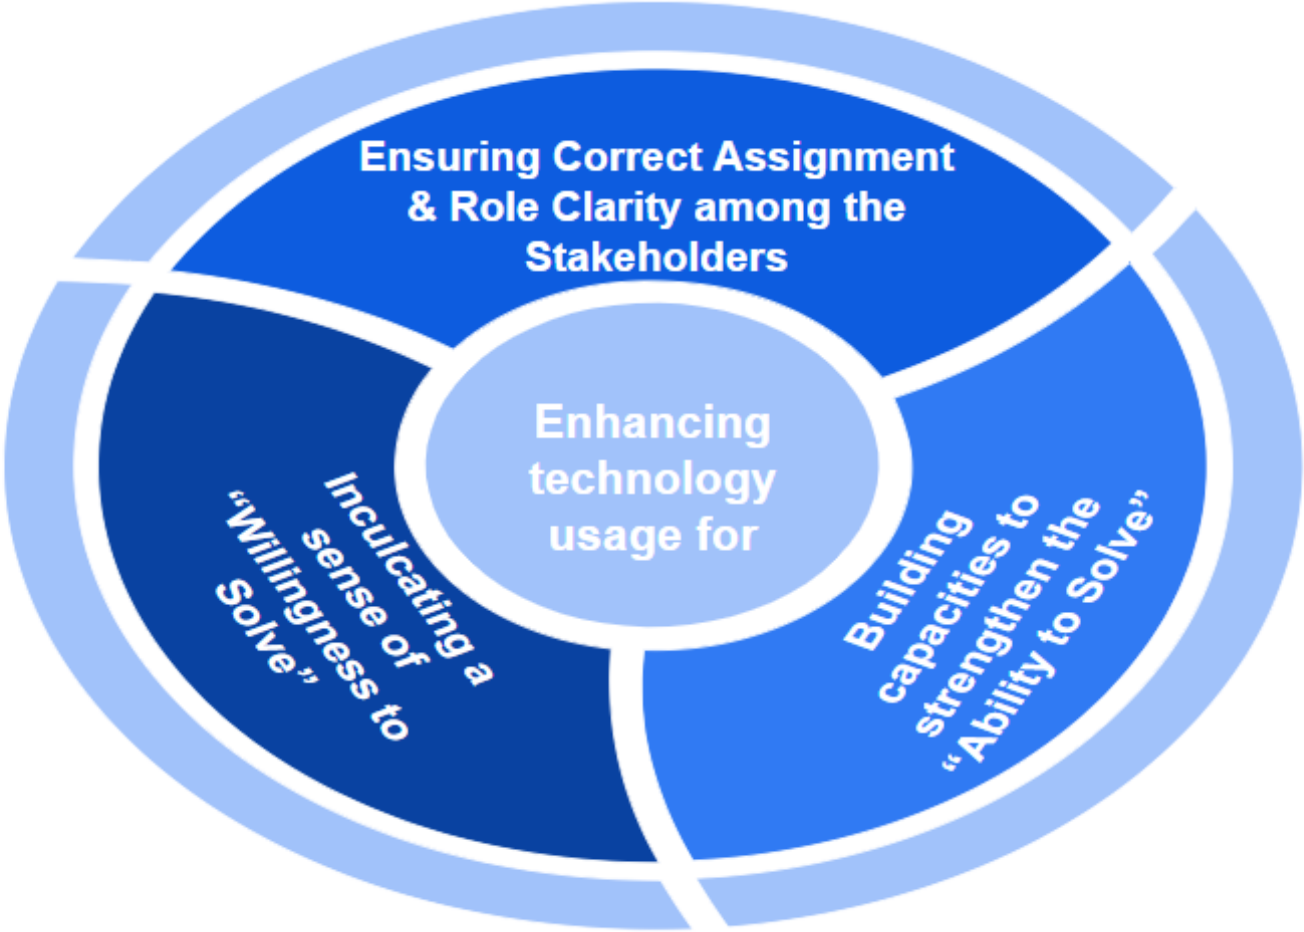 Ensuring Correct Assignment
& Role Clarity among the
Stakeholders
Enhancing
technology
usage for
Building
capacities to
strengthen the
“Ability to Solve”
Inculcating a
sense of
“Willingness to
Solve”